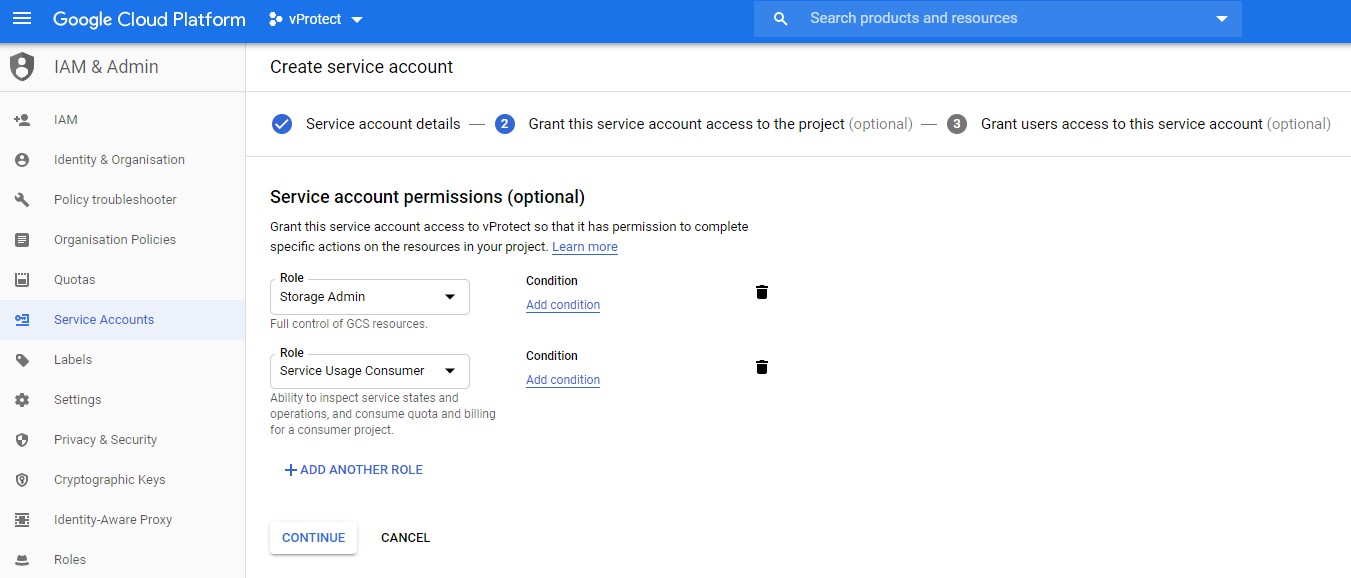 Google Cloud Platform
vProtect
Search products and resources
IAM & Admin
Create service account
IAM
Identity & Organisation
Policy troubleshooter
Organisation Policies
Quotas
Service Accounts
Labels
Settings
Privacy & Security
Cryptographic Keys
Identity-Aware Proxy
Roles
Service account details
2
Grant this service account access to the project (optional)
3
Grant users access to this service account (optional)
Service account permissions (optional)
Grant this service account access to vProtect so that it has permission to complete
specific actions on the resources in your project. Learn more
Role
Storage Admin
Condition
Add condition
Full control of GCS resources.
Role
Service Usage Consumer
Condition
Add condition
Ability to inspect service states and
operations, and consume quota and billing
for a consumer project.
ADD ANOTHER ROLE
CONTINUE
CANCEL